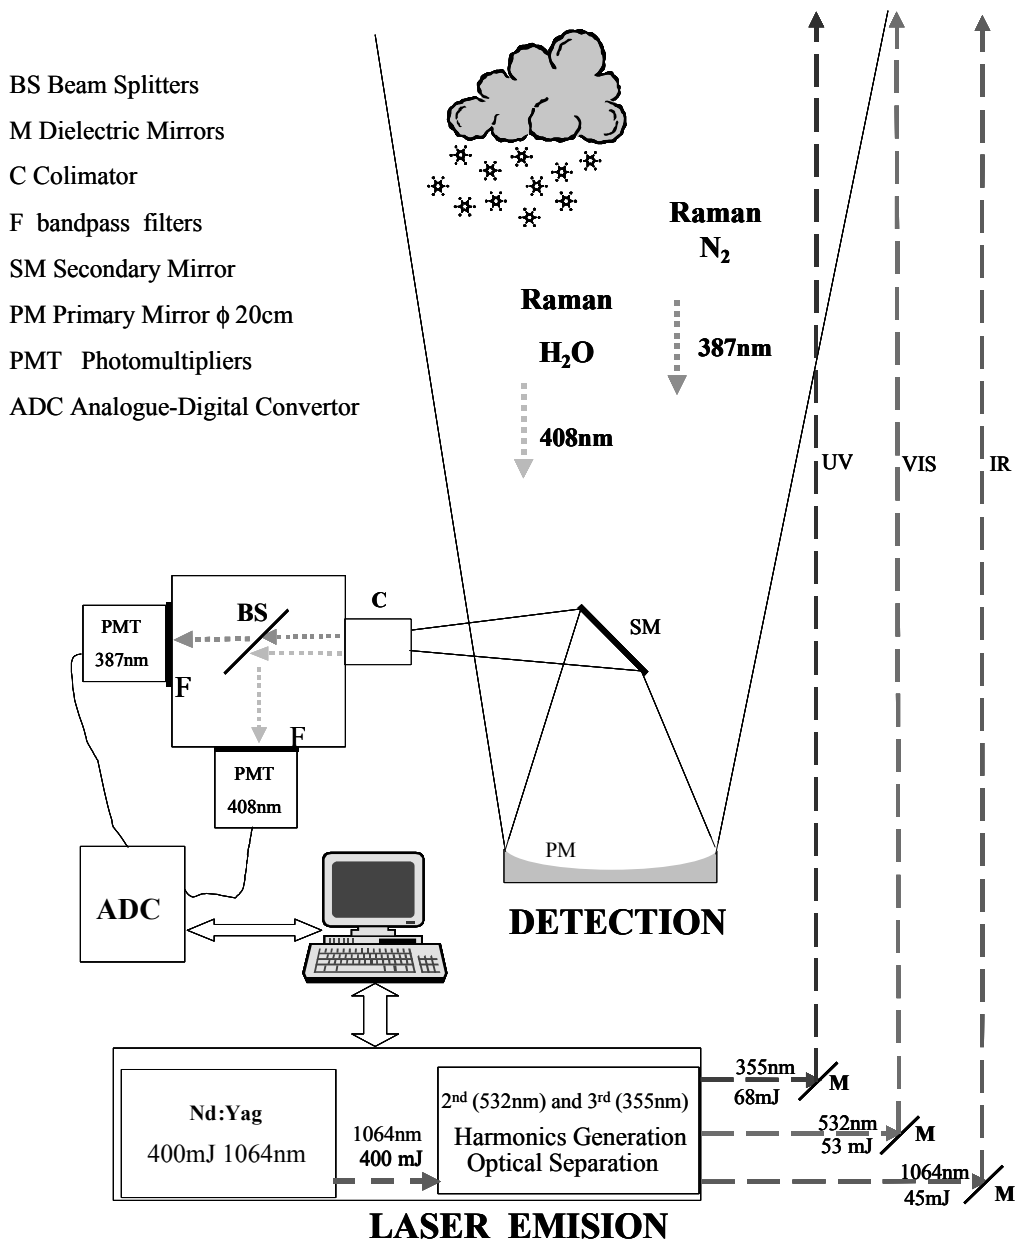 BS Beam Splitters
M Dielectric Mirrors
C Colimator
F bandpass filters
SM Secondary Mirror
PM Primary Mirror ϕ 20cm
PMT Photomultipliers
ADC Analogue-Digital Convertor
Raman
N₂
Raman
H₂O
387nm
408nm
UV
VIS
IR
BS
C
SM
PMT
387nm
F
F
PMT
408nm
PM
ADC
DETECTION
355nm
68mJ
M
532nm
53 mJ
M
1064nm
45mJ
M
Nd:Yag
400mJ 1064nm
1064nm
400 mJ
2nd (532nm) and 3rd (355nm)
Harmonics Generation
Optical Separation
LASER EMISION